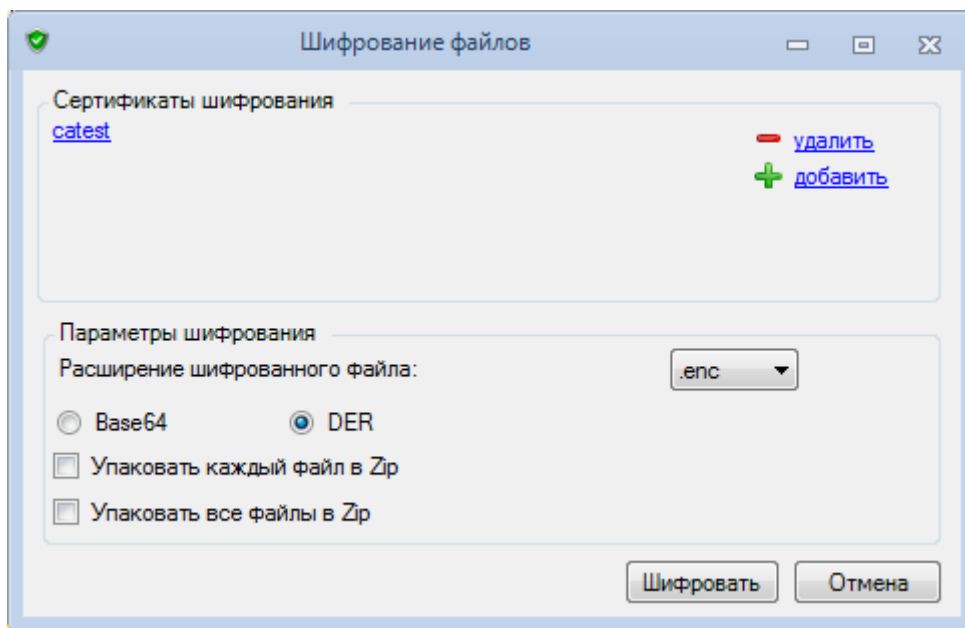 Шифрование файлов
Сертификаты шифрования
catest
удалить
добавить
Параметры шифрования
Расширение шифрованного файла:
.enc
Base64
DER
Упаковать каждый файл в Zip
Упаковать все файлы в Zip
Шифровать
Отмена